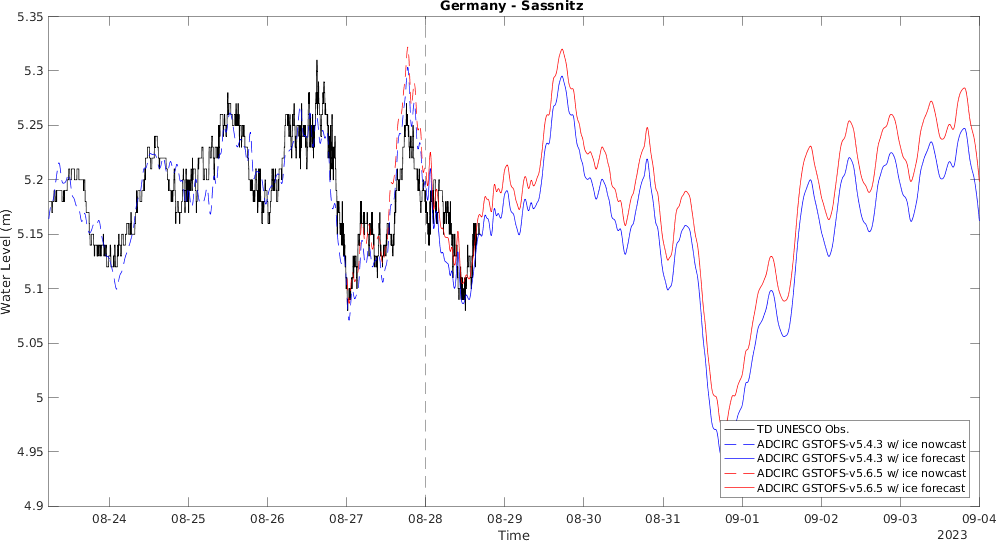 Germany - Sassnitz
5.35
5.3
5.25
5.2
5.15
5.1
5.05
5
4.95
4.9
Water Level (m)
TD UNESCO Obs.
ADCIRC GSTOFS-v5.4.3 w/ ice nowcast
ADCIRC GSTOFS-v5.4.3 w/ ice forecast
ADCIRC GSTOFS-v5.6.5 w/ ice nowcast
ADCIRC GSTOFS-v5.6.5 w/ ice forecast
08-24 08-25 08-26 08-27 08-28 08-29 08-30 08-31 09-01 09-02 09-03 09-04
Time
2023